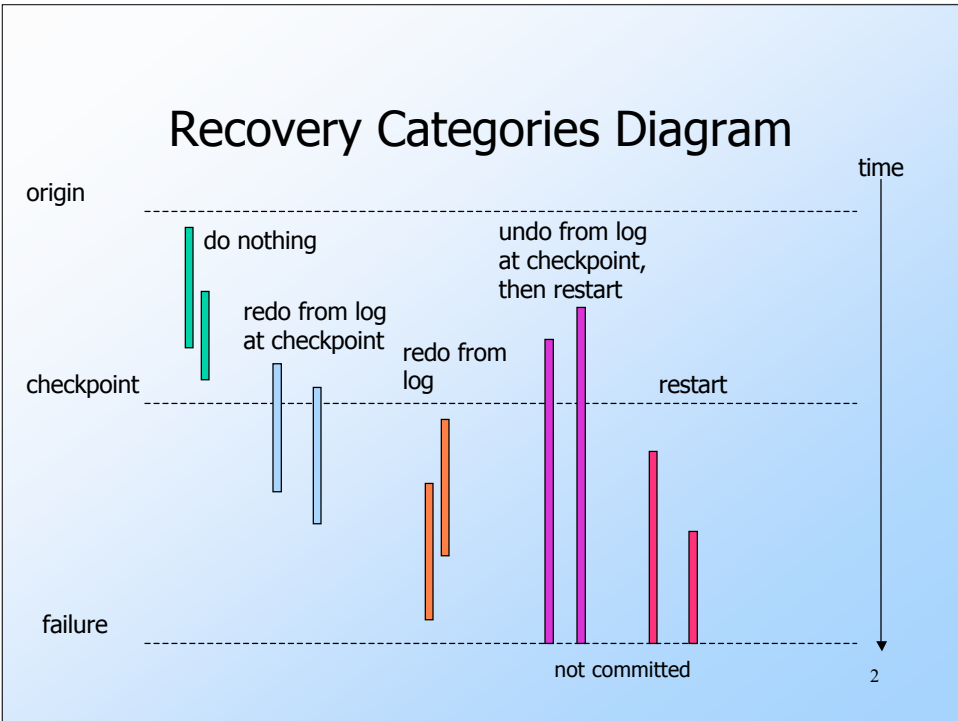 Recovery Categories Diagram
time
origin
do nothing
undo from log
at checkpoint,
then restart
redo from log
at checkpoint
redo from
log
checkpoint
restart
failure
not committed
2